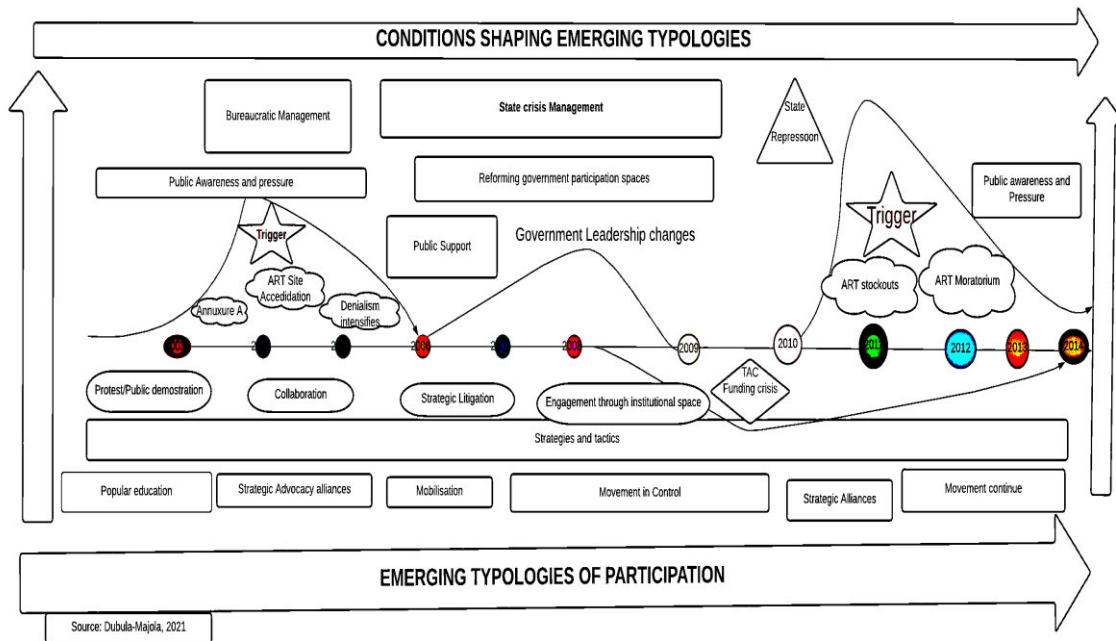 CONDITIONS SHAPING EMERGING TYPOLOGIES
Bureaucratic Management
State crisis Management
State
Repressoon
Public Awareness and pressure
Reforming government participation spaces
Public awareness and
Pressure
Trigger
Public Support
Government Leadership changes
Trigger
Annuxure A
ART Site
Accedidation
Denialism
intensifies
ART stockouts
ART Moratorium
2006
2008
2009
2010
2011
2012
2013
2014
Protest/Public demostration
Collaboration
Strategic Litigation
Engagement through institutional space
TAC
Funding crisis
Strategies and tactics
Popular education
Strategic Advocacy alliances
Mobilisation
Movement in Control
Strategic Alliances
Movement continue
EMERGING TYPOLOGIES OF PARTICIPATION
Source: Dubula-Majola, 2021